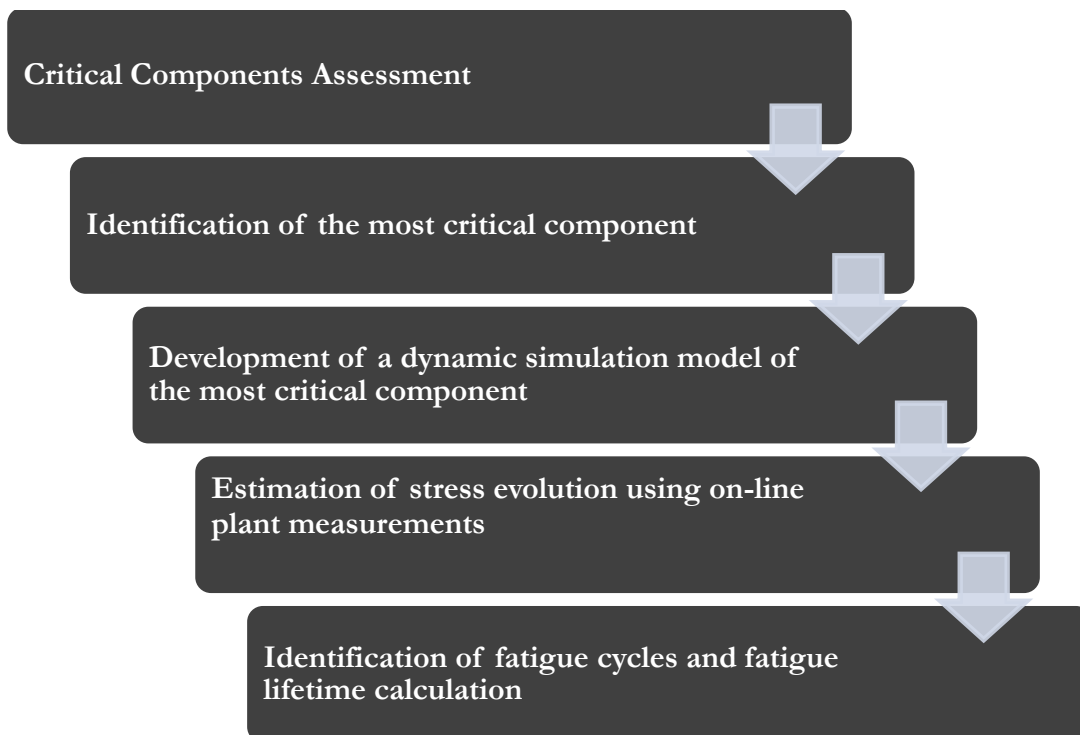 Critical Components Assessment
Identification of the most critical component
Development of a dynamic simulation model of
the most critical component
Estimation of stress evolution using on-line
plant measurements
Identification of fatigue cycles and fatigue
lifetime calculation